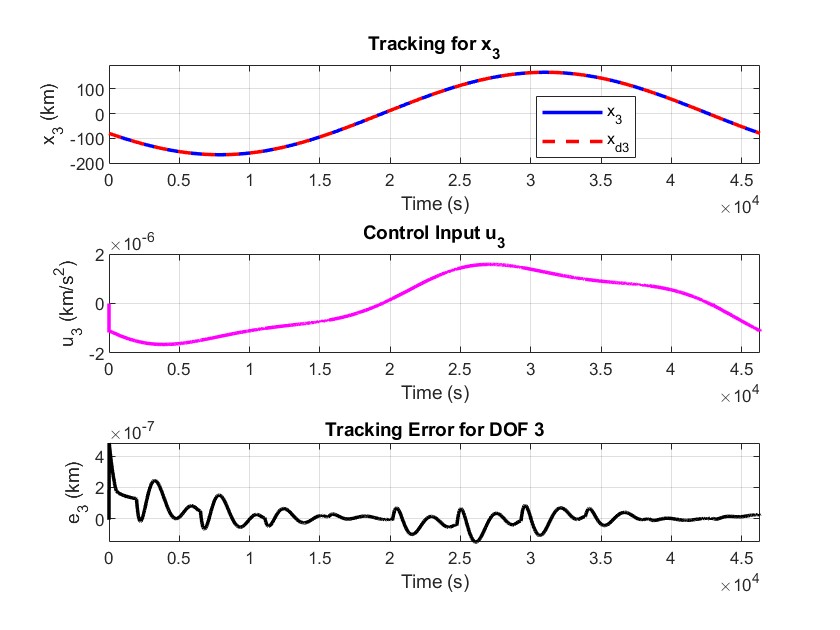 Tracking for x3
x3 (km)
100
0
-100
-200
x3
xd3
0 0.5 1 1.5 2 2.5 3 3.5 4 4.5
Time (s)
×10^4
Control Input u3
×10^-6
u3 (km/s^2)
2
0
-2
0 0.5 1 1.5 2 2.5 3 3.5 4 4.5
Time (s)
×10^4
Tracking Error for DOF 3
×10^-7
e3 (km)
4
2
0
0 0.5 1 1.5 2 2.5 3 3.5 4 4.5
Time (s)
×10^4